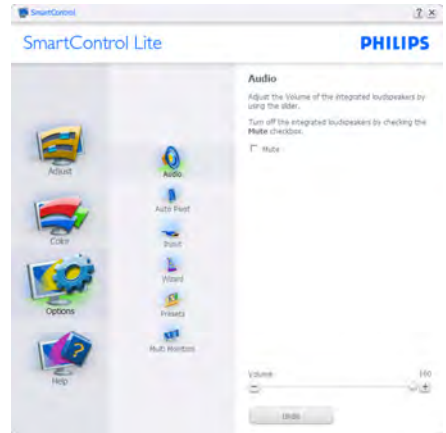 SmartControl
? ×
SmartControl Lite
PHILIPS
Adjust
Color
Options
Help
Audio
Auto Pivot
Input
Wizard
Presets
Multi Monitors
Audio
Adjust the Volume of the integrated loudspeakers by
using the slider.
Turn off the integrated loudspeakers by checking the
Mute checkbox.
Mute
Volume
100
Undo